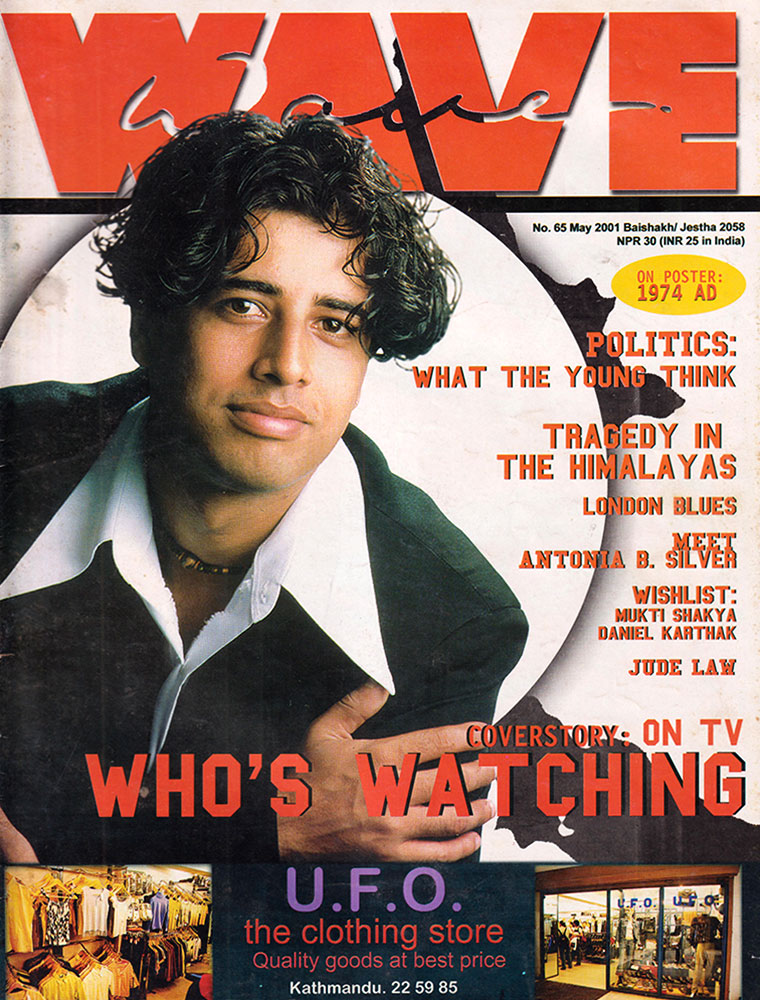 WAVE
No. 65 May 2001 Baishakh/ Jestha 2058
NPR 30 (INR 25 in India)
ON POSTER:
1974 AD
POLITICS:
WHAT THE YOUNG THINK
TRAGEDY IN
THE HIMALAYAS
LONDON BLUES
MEET
ANTONIA B. SILVER
WISHLIST:
MUKTI SHAKYA
DANIEL KARTHAK
JUDE LAW
COVERSTORY: ON TV
WHO'S WATCHING
U.F.O.
the clothing store
Quality goods at best price
Kathmandu. 22 59 85
U.F.O. U.F.O.